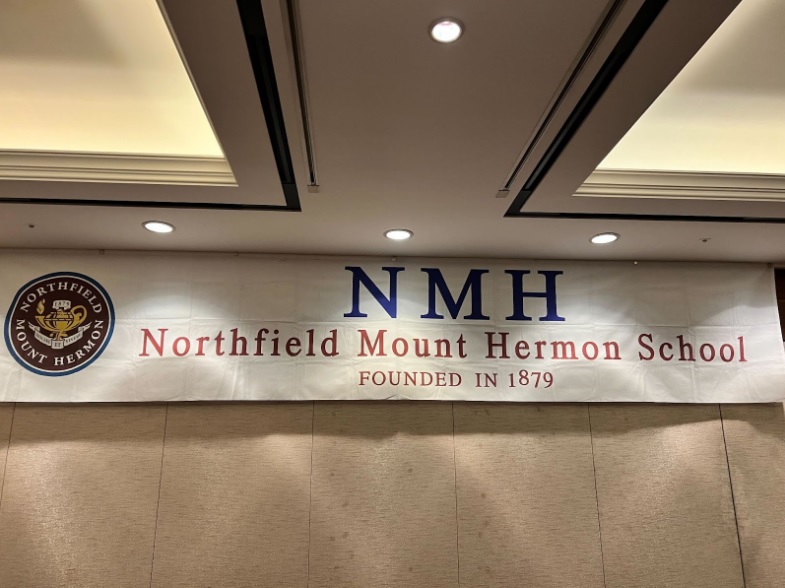 NORTHFIELD
MOUNT HERMON
NMH
Northfield Mount Hermon School
FOUNDED IN 1879